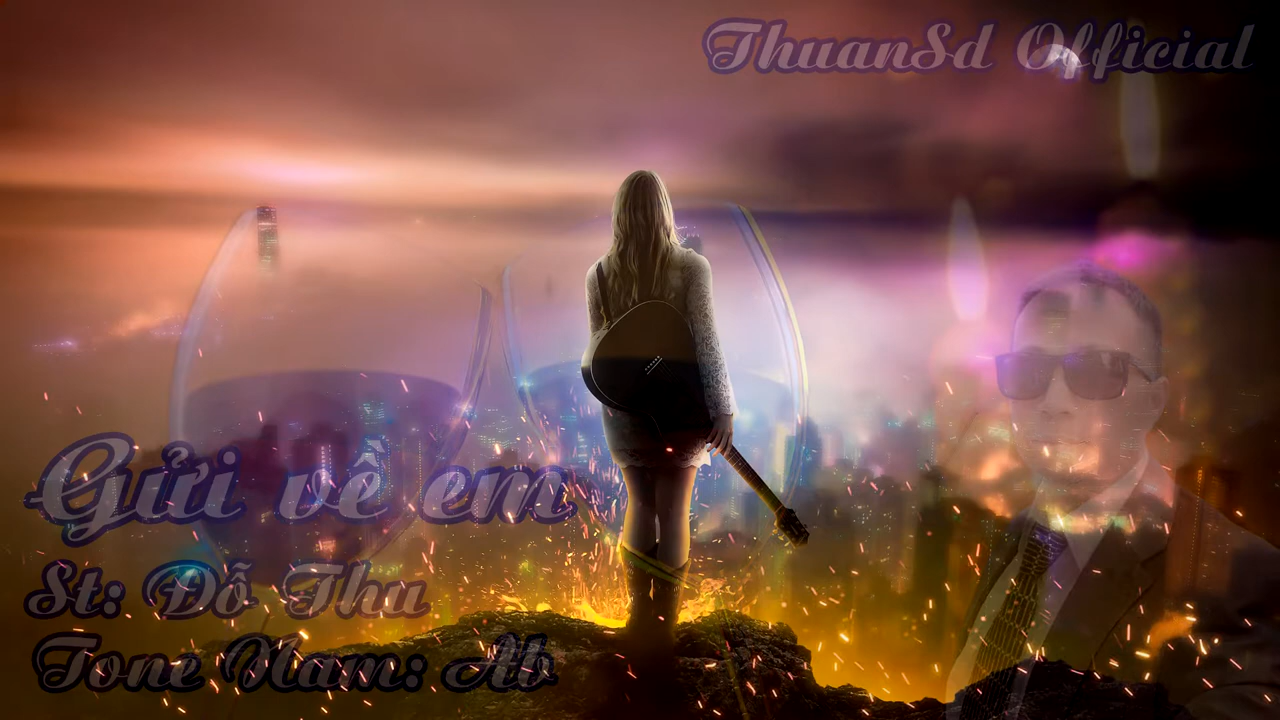 ThuanSd Official
Gửi về em
St: Đỗ Thu
Tone Nam: Ab